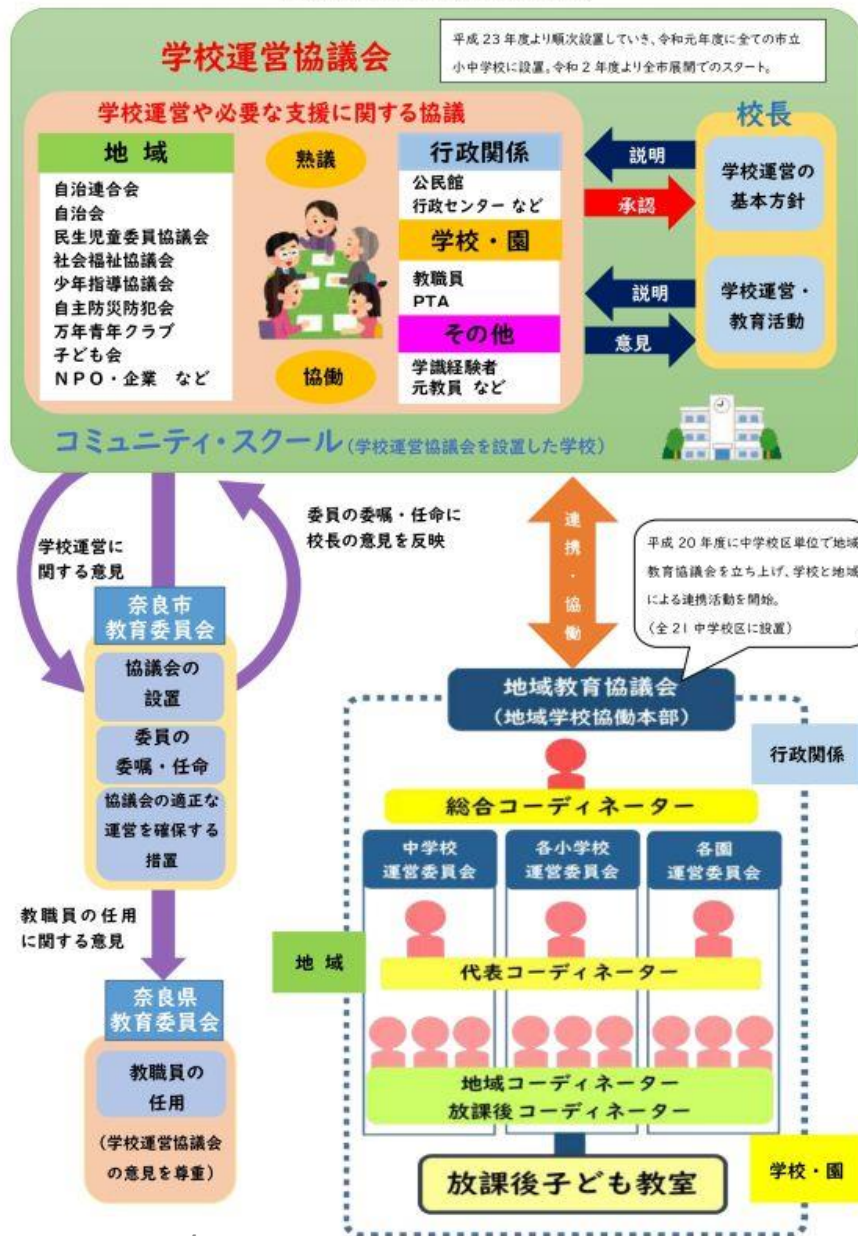 学校運営協議会
平成23年度より順次設置していき、令和元年度に全ての市立
小中学校に設置。令和2年度より全市展開でのスタート。
学校運営や必要な支援に関する協議
地域
自治連合会
自治会
民生児童委員協議会
社会福祉協議会
少年指導協議会
自主防災防犯会
万年青年クラブ
子ども会
NPO・企業 など
熟議
協働
行政関係
公民館
行政センター など
学校・園
教職員
PTA
その他
学識経験者
元教員 など
説明
承認
説明
意見
校長
学校運営の
基本方針
学校運営・
教育活動
コミュニティ・スクール(学校運営協議会を設置した学校)
学校運営に
関する意見
委員の委嘱・任命に
校長の意見を反映
奈良市
教育委員会
協議会の
設置
委員の
委嘱・任命
協議会の適正な
運営を確保する
措置
教職員の任用
に関する意見
奈良県
教育委員会
教職員の
任用
(学校運営協議会
の意見を尊重)
連携・協働
平成20年度に中学校区単位で地域
教育協議会を立ち上げ、学校と地域
による連携活動を開始。
(全21中学校区に設置)
地域教育協議会
(地域学校協働本部)
行政関係
総合コーディネーター
中学校
運営委員会
各小学校
運営委員会
各園
運営委員会
地域
代表コーディネーター
地域コーディネーター
放課後コーディネーター
放課後子ども教室
学校・園